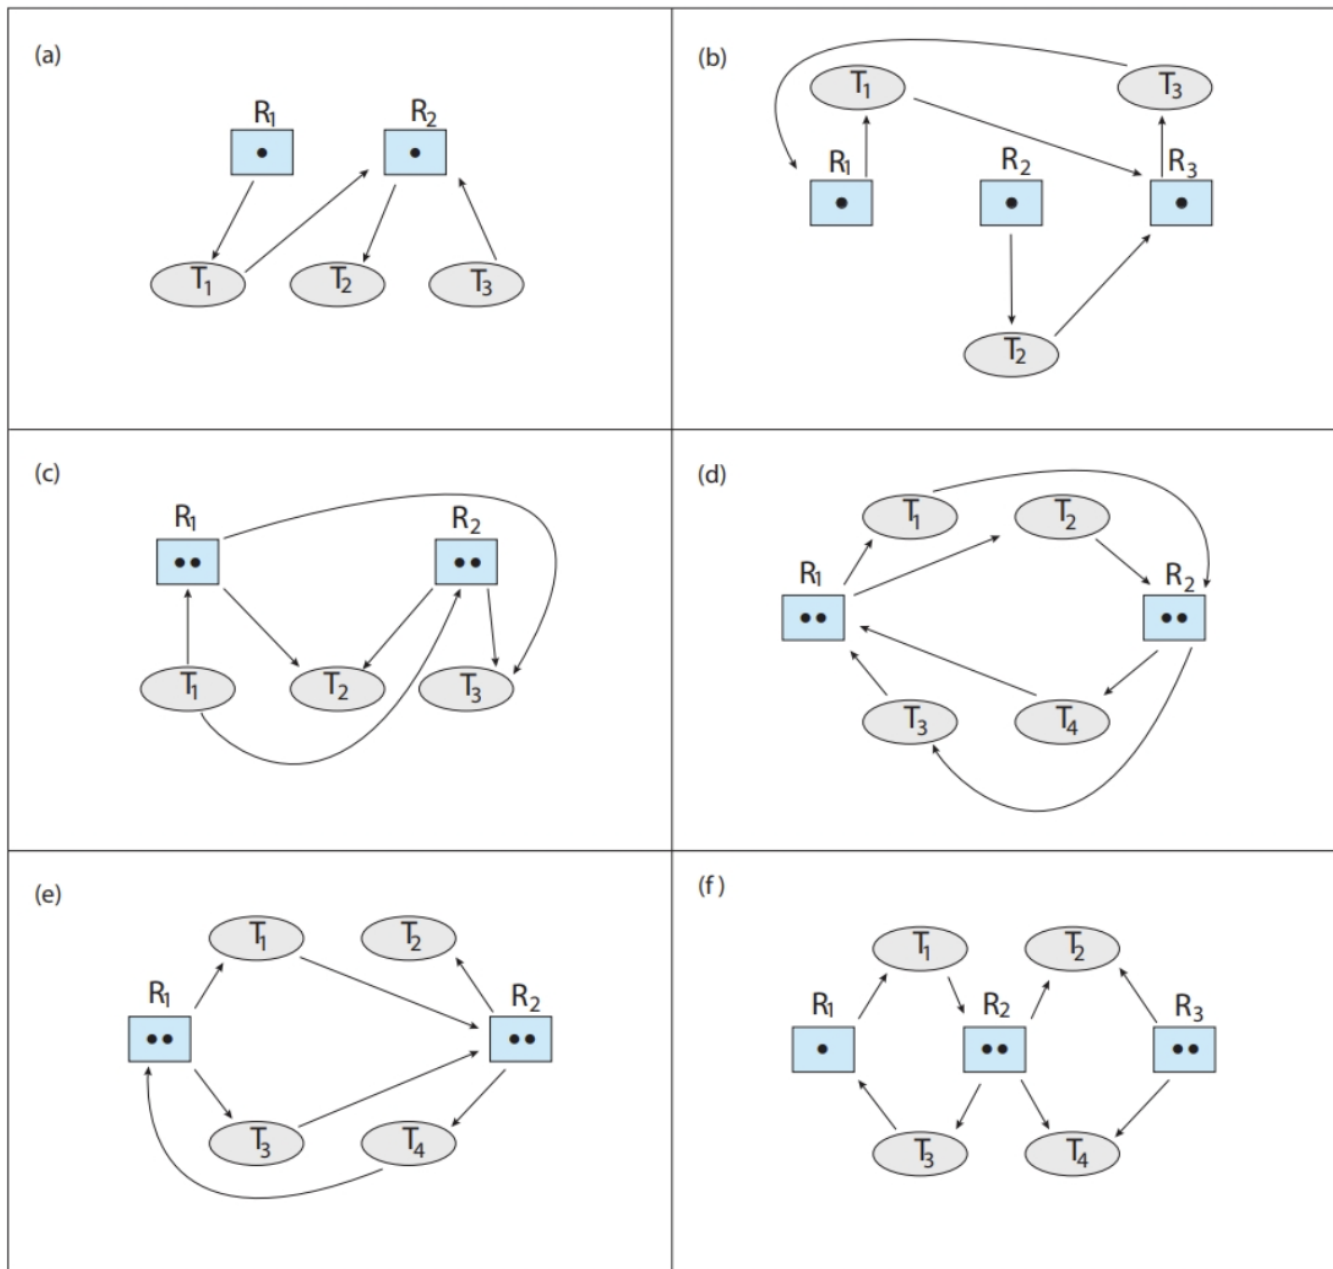 (a)
R₁ R₂
T₁ T₂ T₃
(b)
T₁ T₃
R₁ R₂ R₃
T₂
(c)
R₁ R₂
T₁ T₂ T₃
(d)
T₁ T₂
R₁ R₂
T₃ T₄
(e)
T₁ T₂
R₁ R₂
T₃ T₄
(f)
T₁ T₂
R₁ R₂ R₃
T₃ T₄